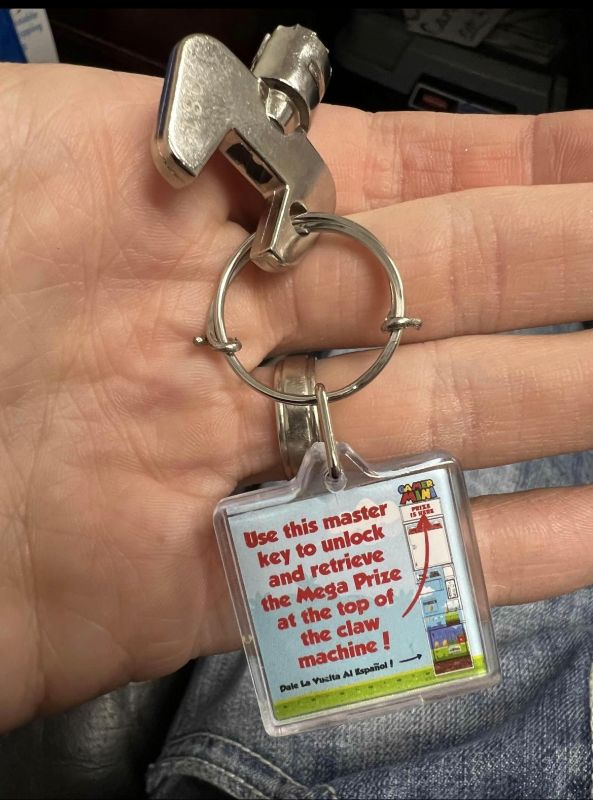 Use this master
key to unlock
and retrieve
the Mega Prize
at the top of
the claw
machine !
Dale La Vuelta Al Español !
GAMER
MINI
PRIZE
IS HERE